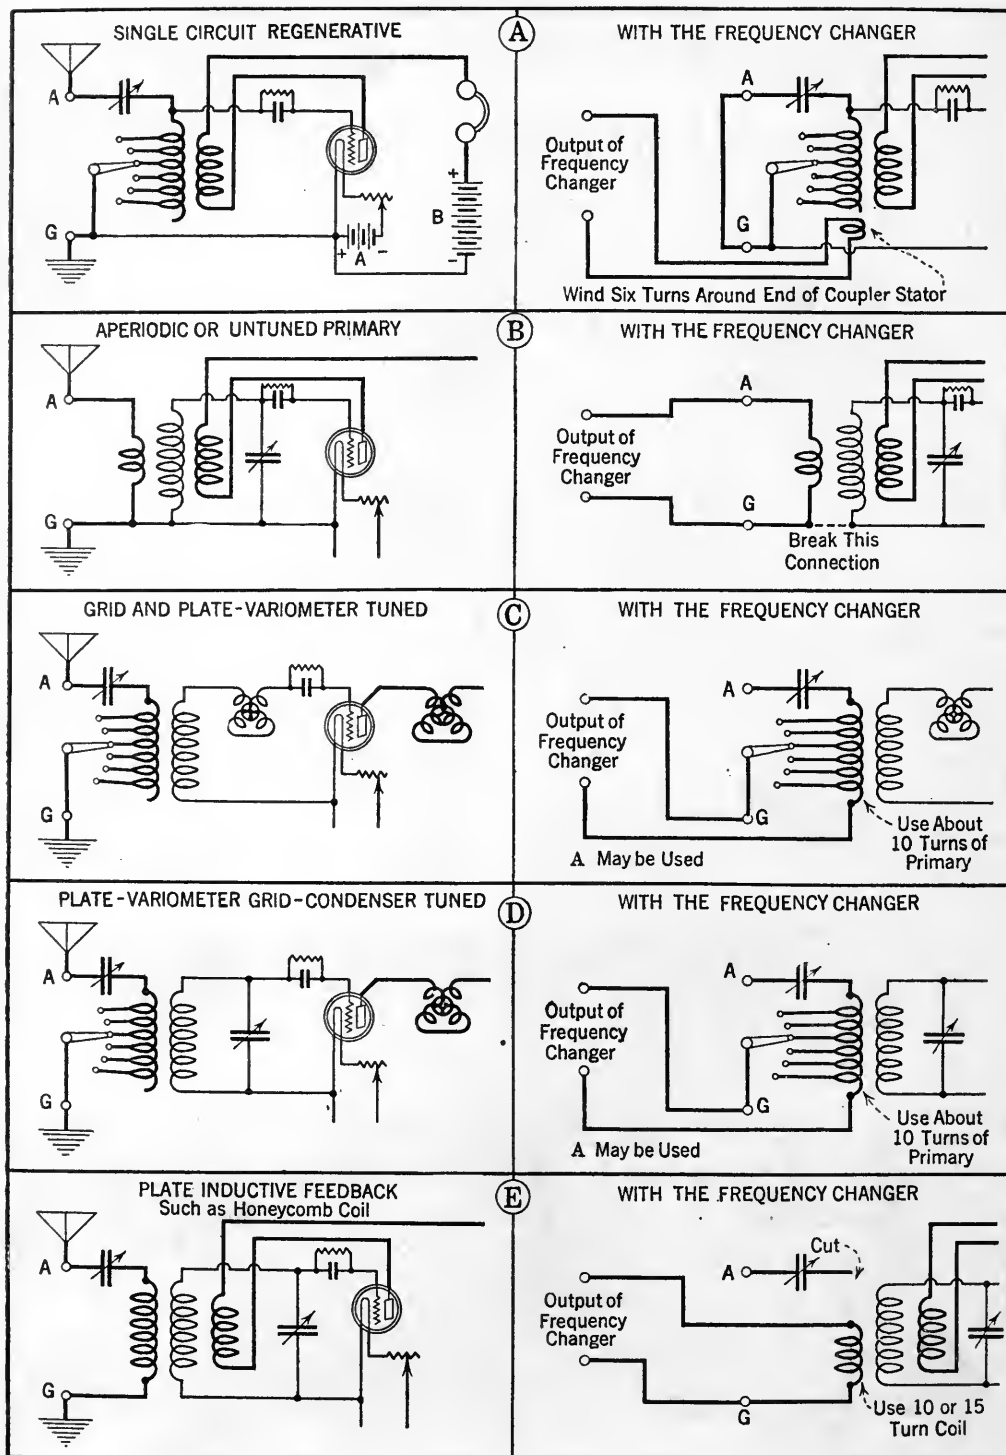 SINGLE CIRCUIT REGENERATIVE
A
WITH THE FREQUENCY CHANGER
A
G
+
A
-
+
B
-
Output of
Frequency
Changer
A
G
Wind Six Turns Around End of Coupler Stator
APERIODIC OR UNTUNED PRIMARY
B
WITH THE FREQUENCY CHANGER
A
G
Output of
Frequency
Changer
A
G
Break This
Connection
GRID AND PLATE-VARIOMETER TUNED
C
WITH THE FREQUENCY CHANGER
A
G
Output of
Frequency
Changer
A
G
A May be Used
Use About
10 Turns of
Primary
PLATE-VARIOMETER GRID-CONDENSER TUNED
D
WITH THE FREQUENCY CHANGER
A
G
Output of
Frequency
Changer
A
G
A May be Used
Use About
10 Turns of
Primary
PLATE INDUCTIVE FEEDBACK
Such as Honeycomb Coil
E
WITH THE FREQUENCY CHANGER
A
G
Output of
Frequency
Changer
A
Cut
G
Use 10 or 15
Turn Coil